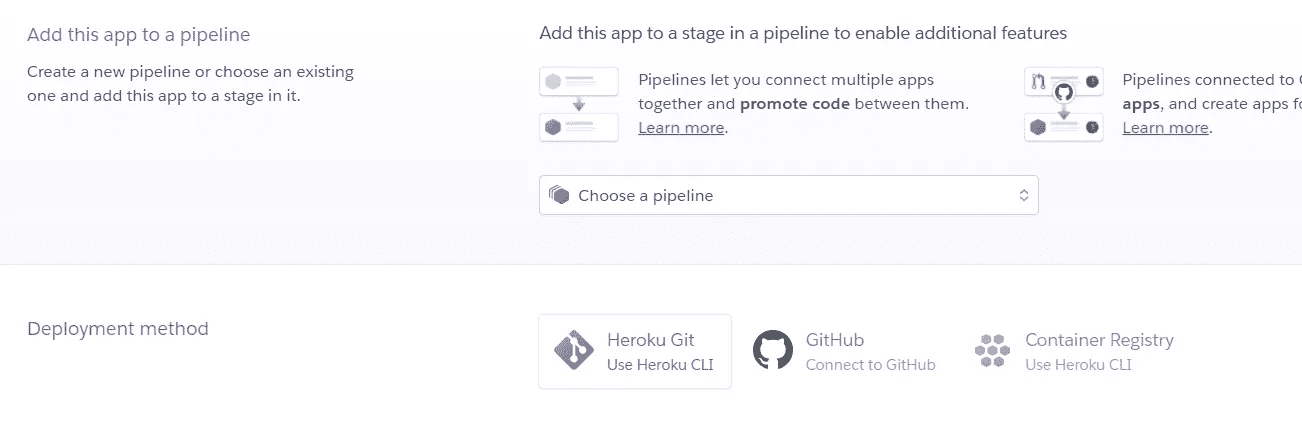 Add this app to a pipeline
Create a new pipeline or choose an existing
one and add this app to a stage in it.
Add this app to a stage in a pipeline to enable additional features
Pipelines let you connect multiple apps
together and promote code between them.
Learn more.
Pipelines connected to
apps, and create apps
Learn more.
Choose a pipeline
Deployment method
Heroku Git
Use Heroku CLI
GitHub
Connect to GitHub
Container Registry
Use Heroku CLI